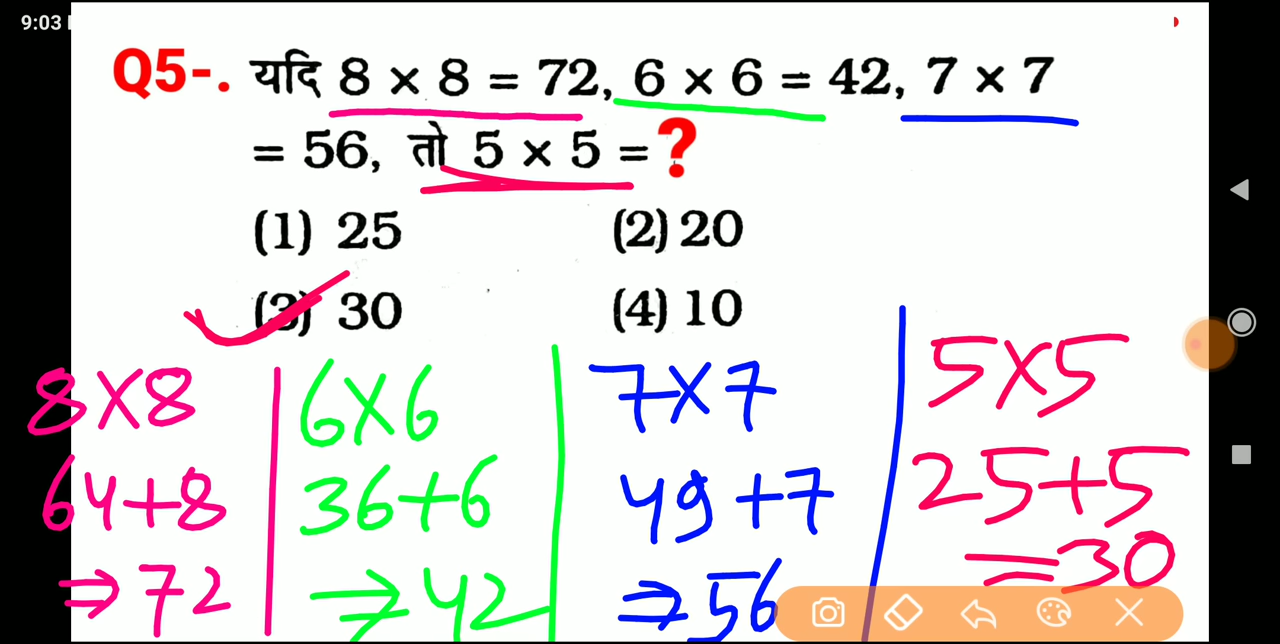 9:03
Q5-. यदि 8 × 8 = 72, 6 × 6 = 42, 7 × 7
= 56, तो 5 × 5 = ?
(1) 25 (2) 20
(3) 30 (4) 10
8×8 6×6 7×7 5×5
64+8 36+6 49+7 25+5
⇒72 ⇒42 ⇒56 =30